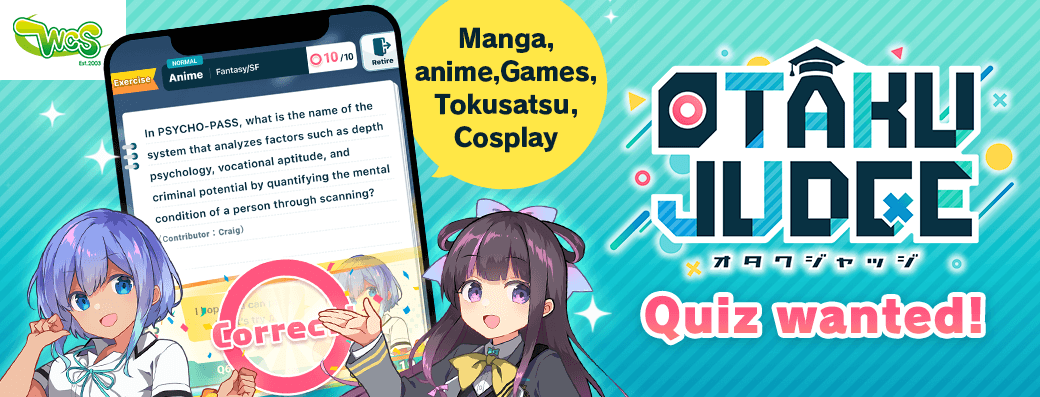 WCS
Est.2003
Exercise
NORMAL
Anime
Fantasy/SF
10/10
Retire
In PSYCHO-PASS, what is the name of the
system that analyzes factors such as depth
psychology, vocational aptitude, and
criminal potential by quantifying the mental
condition of a person through scanning?
(Contributor：Craig)
Manga,
anime,Games,
Tokusatsu,
Cosplay
OTAKU
JUDGE
オタクジャッジ
Quiz wanted!